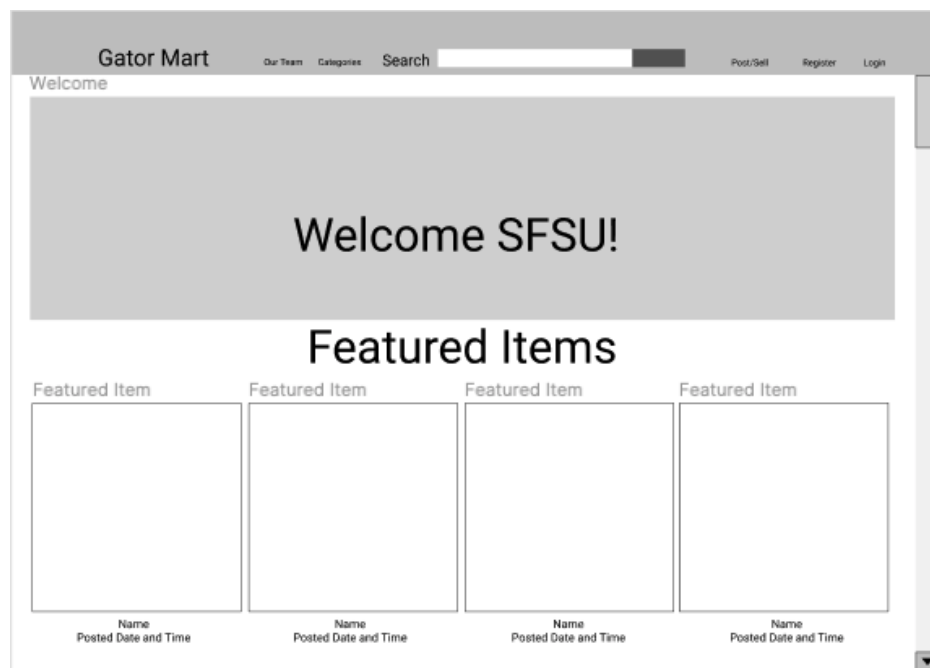 Gator Mart Our Team Categories Search Post/Sell Register Login
Welcome
Welcome SFSU!
Featured Items
Featured Item Featured Item Featured Item Featured Item
Name Name Name Name
Posted Date and Time Posted Date and Time Posted Date and Time Posted Date and Time